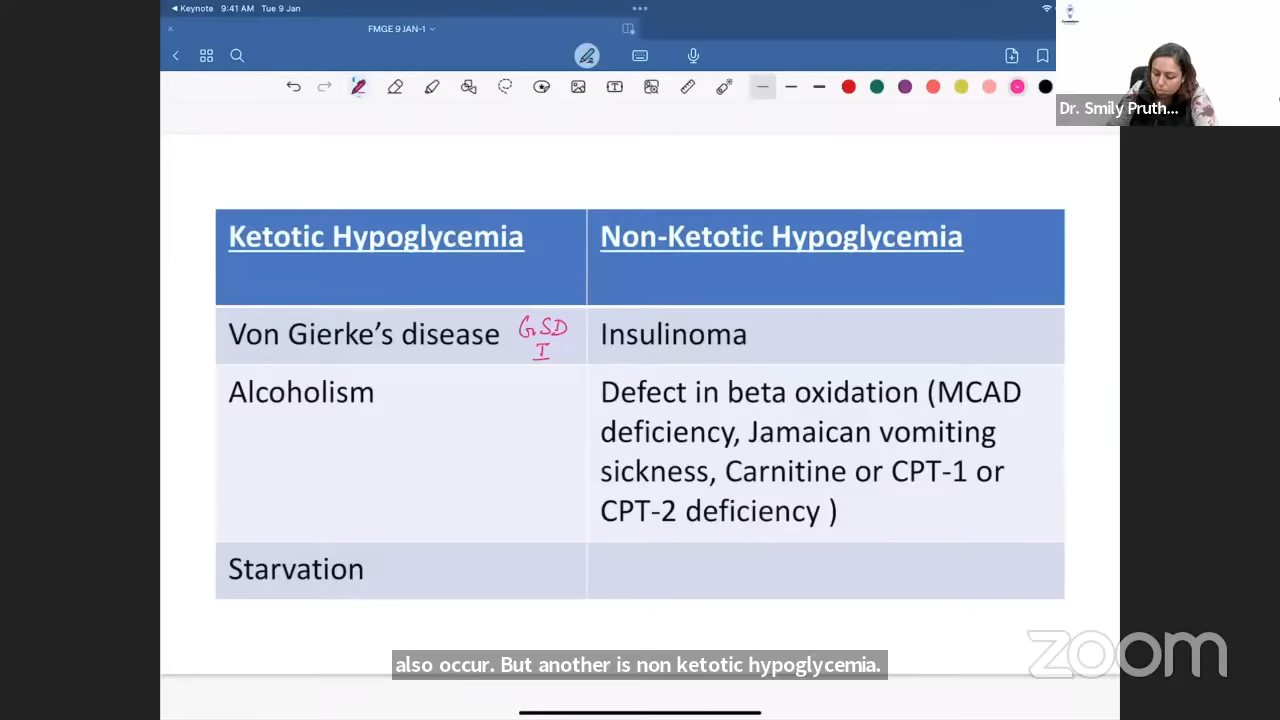 Keynote 9:41 AM Tue 9 Jan
FMGE 9 JAN-1
Dr. Smily Pruth...
Ketotic Hypoglycemia
Non-Ketotic Hypoglycemia
Von Gierke's disease GSD
I
Insulinoma
Alcoholism
Defect in beta oxidation (MCAD
deficiency, Jamaican vomiting
sickness, Carnitine or CPT-1 or
CPT-2 deficiency )
Starvation
also occur. But another is non ketotic hypoglycemia.
zoom